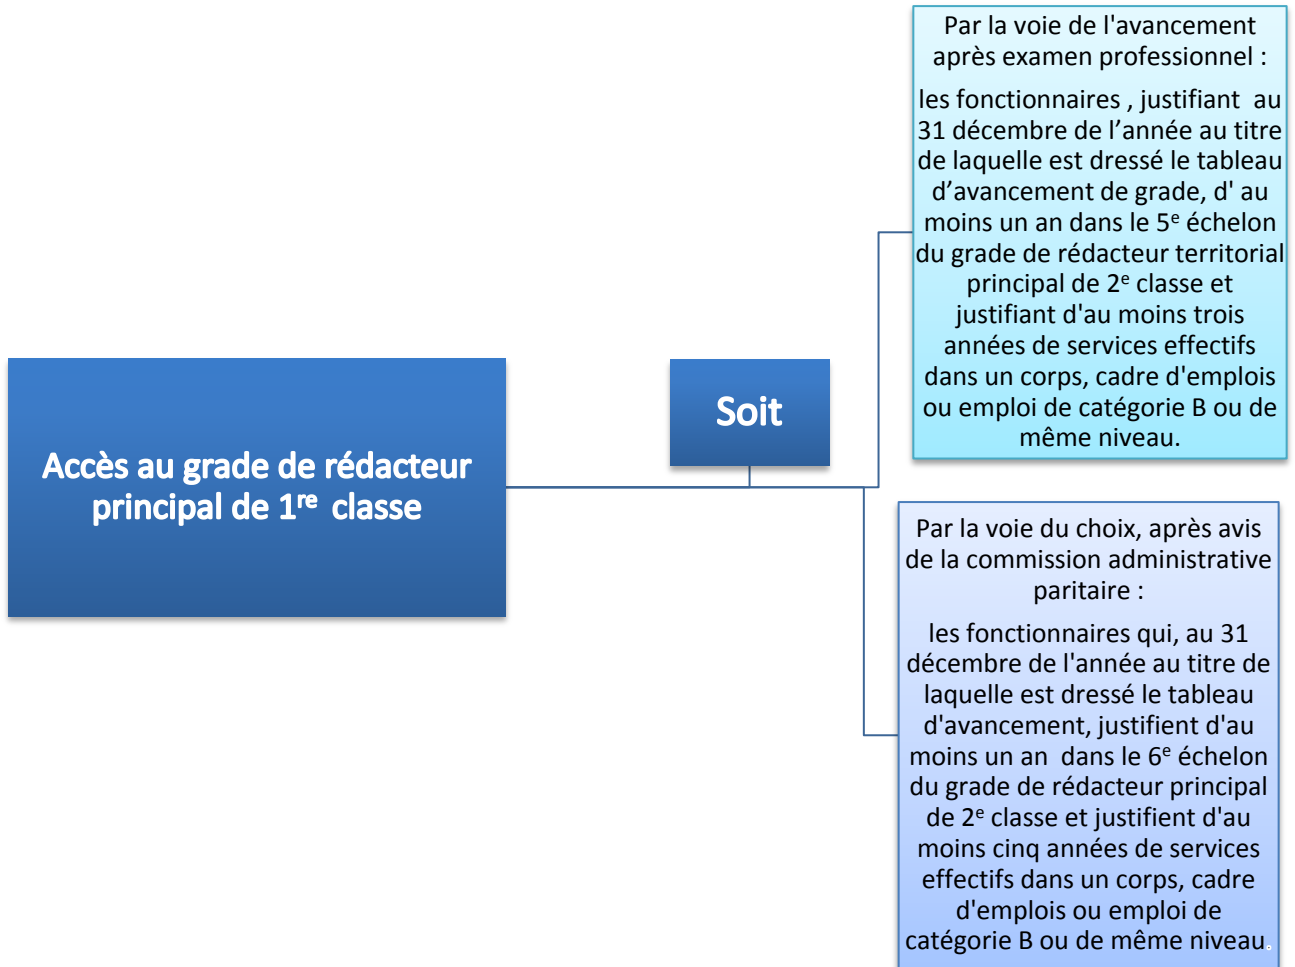 Accès au grade de rédacteur
principal de 1re classe
Soit
Par la voie de l'avancement
après examen professionnel :
les fonctionnaires , justifiant au
31 décembre de l’année au titre
de laquelle est dressé le tableau
d’avancement de grade, d' au
moins un an dans le 5e échelon
du grade de rédacteur territorial
principal de 2e classe et
justifiant d'au moins trois
années de services effectifs
dans un corps, cadre d'emplois
ou emploi de catégorie B ou de
même niveau.
Par la voie du choix, après avis
de la commission administrative
paritaire :
les fonctionnaires qui, au 31
décembre de l'année au titre de
laquelle est dressé le tableau
d'avancement, justifient d'au
moins un an dans le 6e échelon
du grade de rédacteur principal
de 2e classe et justifient d'au
moins cinq années de services
effectifs dans un corps, cadre
d'emplois ou emploi de
catégorie B ou de même niveau.